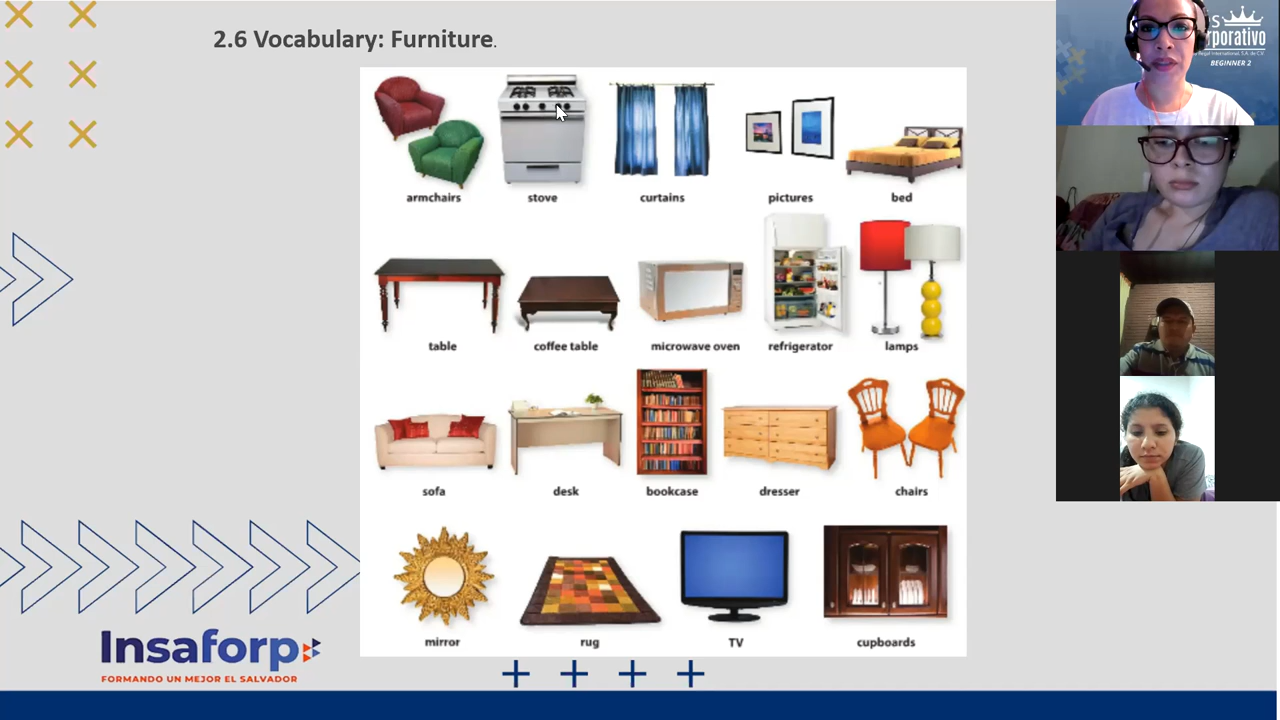 2.6 Vocabulary: Furniture.
armchairs stove curtains pictures bed
table coffee table microwave oven refrigerator lamps
sofa desk bookcase dresser chairs
mirror rug TV cupboards
Insaforp
FORMANDO UN MEJOR EL SALVADOR
BEGINNER 2